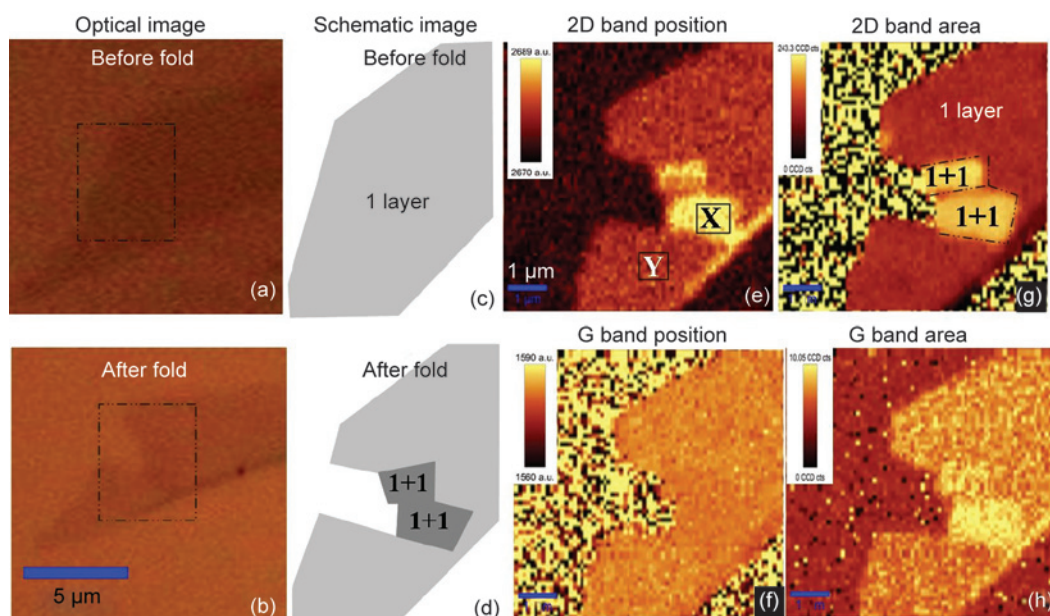 Optical image
Schematic image
2D band position
2D band area
Before fold
(a)
Before fold
1 layer
(c)
2689 a.u.
2670 a.u.
X
Y
1 µm
1 µm
(e)
243.3 CCD cts
0 CCD cts
1 layer
1+1
1+1
(g)
G band position
G band area
After fold
5 µm
(b)
After fold
1+1
1+1
(d)
1590 a.u.
1560 a.u.
(f)
10.05 CCD cts
0 CCD cts
(h)